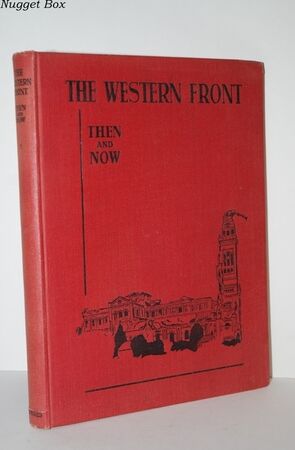 Nugget Box
THE WESTERN FRONT
THEN
AND
NOW
THE
WESTERN
FRONT
THEN
AND
NOW